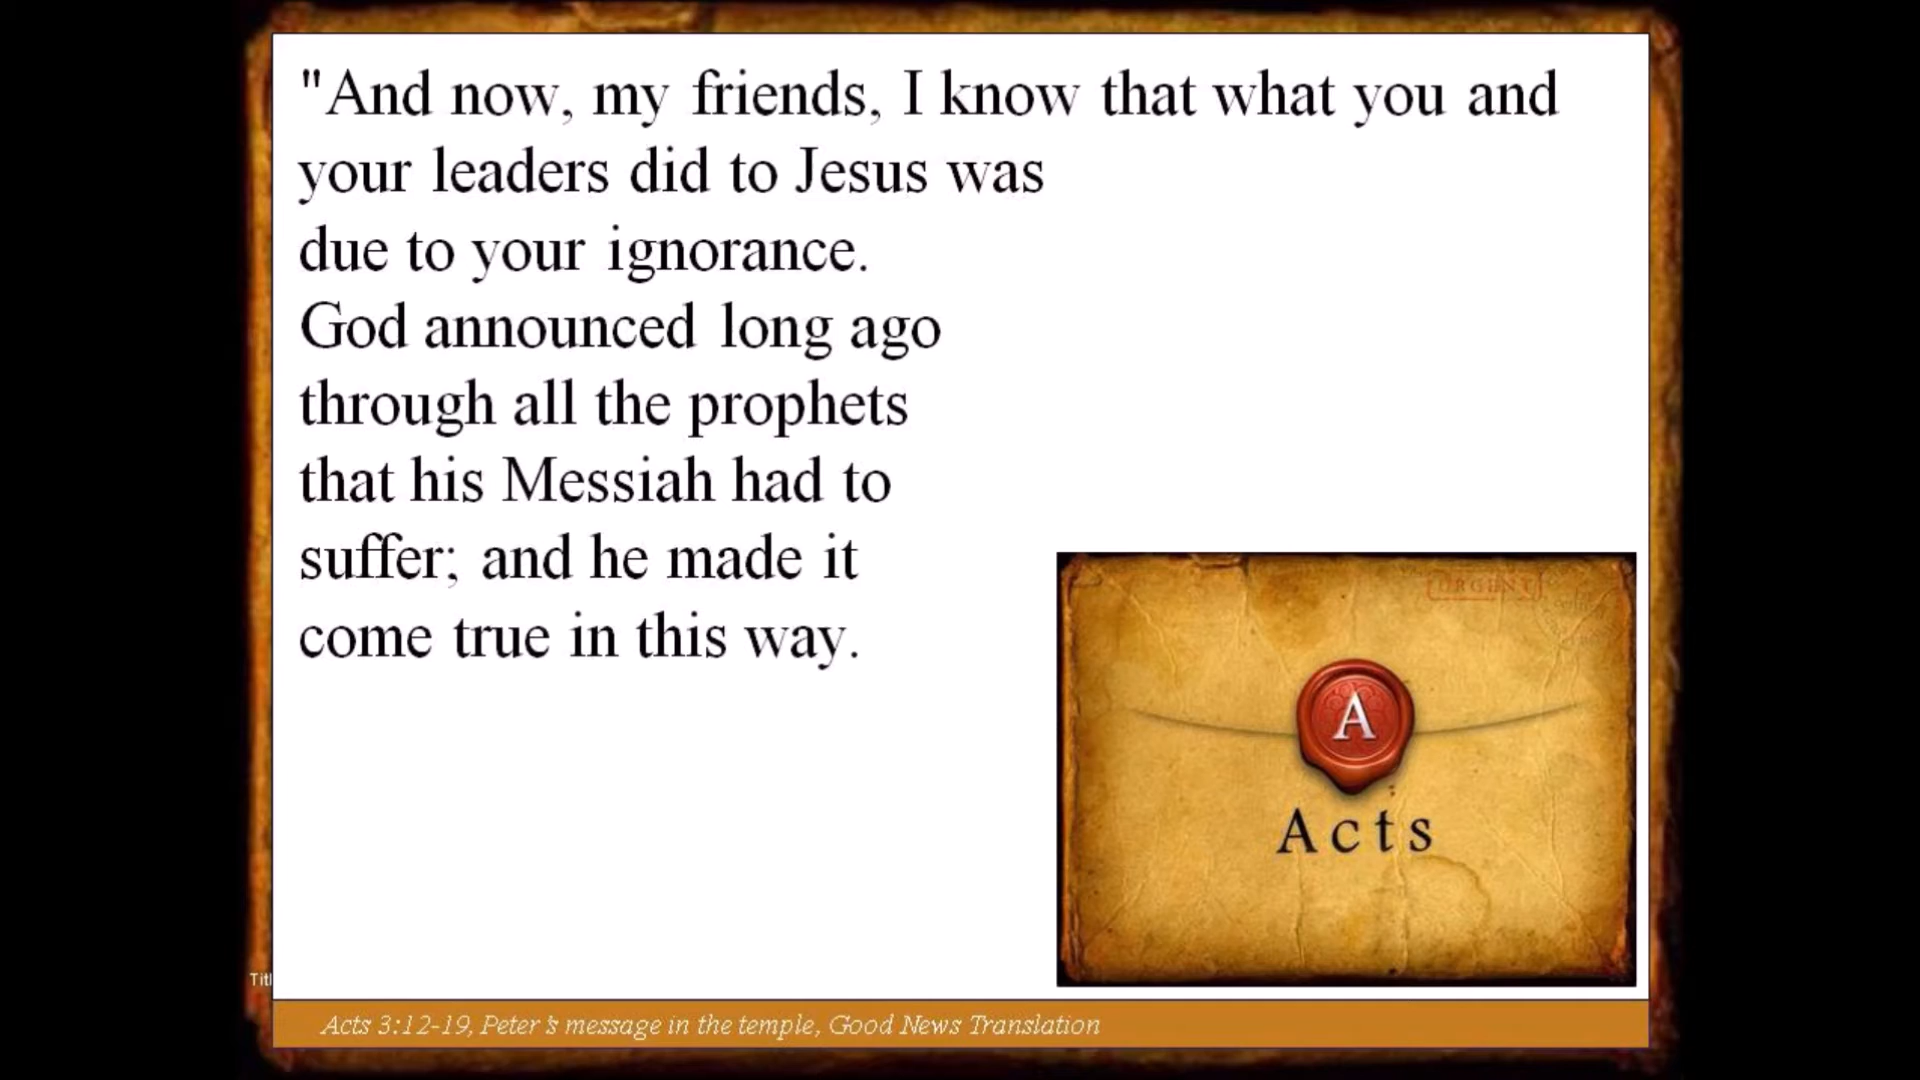 "And now, my friends, I know that what you and
your leaders did to Jesus was
due to your ignorance.
God announced long ago
through all the prophets
that his Messiah had to
suffer; and he made it
come true in this way.
URGENT
A
Acts
Titl
Acts 3:12-19, Peter's message in the temple, Good News Translation